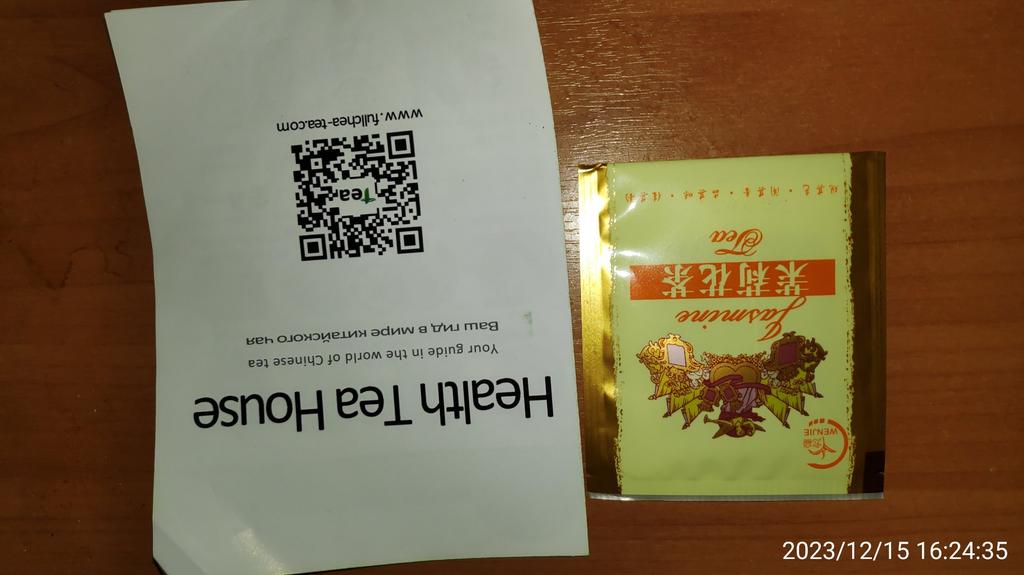 Health Tea House
Your guide in the world of Chinese tea
Ваш гид в мире китайского чая
Tea
www.fullchea-tea.com
WENJIE
Jasmine
茉莉花茶
Tea
2023/12/15 16:24:35